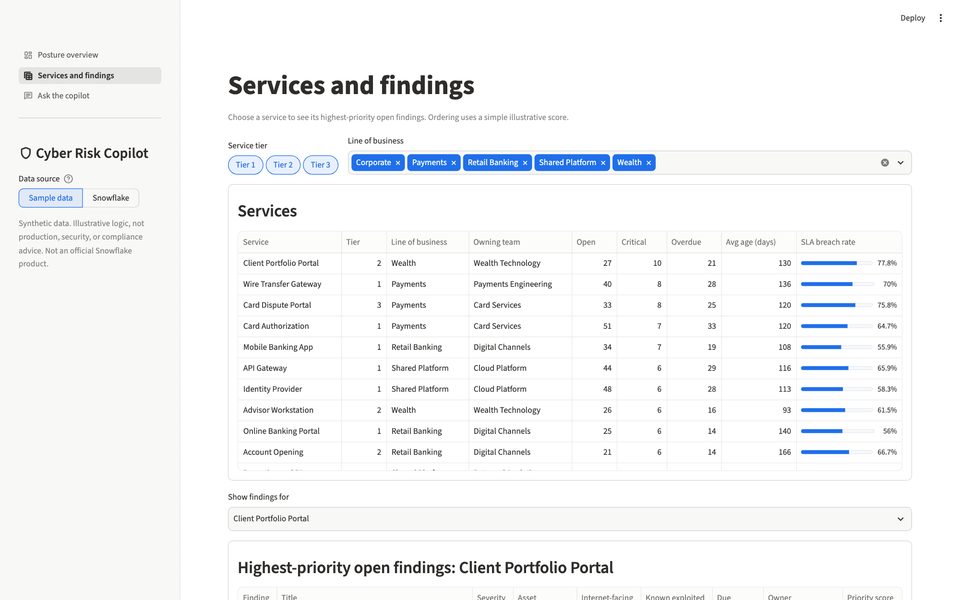 Deploy
Posture overview
Services and findings
Ask the copilot
Cyber Risk Copilot
Data source
Sample data
Snowflake
Synthetic data. Illustrative logic, not
production, security, or compliance
advice. Not an official Snowflake
product.
Services and findings
Choose a service to see its highest-priority open findings. Ordering uses a simple illustrative score.
Service tier
Tier 1 Tier 2 Tier 3
Line of business
Corporate Payments Retail Banking Shared Platform Wealth
Services
Service Tier Line of business Owning team Open Critical Overdue Avg age (days) SLA breach rate
Client Portfolio Portal 2 Wealth Wealth Technology 27 10 21 130 77.8%
Wire Transfer Gateway 1 Payments Payments Engineering 40 8 28 136 70%
Card Dispute Portal 3 Payments Card Services 33 8 25 120 75.8%
Card Authorization 1 Payments Card Services 51 7 33 120 64.7%
Mobile Banking App 1 Retail Banking Digital Channels 34 7 19 108 55.9%
API Gateway 1 Shared Platform Cloud Platform 44 6 29 116 65.9%
Identity Provider 1 Shared Platform Cloud Platform 48 6 28 113 58.3%
Advisor Workstation 2 Wealth Wealth Technology 26 6 16 93 61.5%
Online Banking Portal 1 Retail Banking Digital Channels 25 6 14 140 56%
Account Opening 2 Retail Banking Digital Channels 21 6 14 166 66.7%
Show findings for
Client Portfolio Portal
Highest-priority open findings: Client Portfolio Portal
Finding Title Severity Asset Internet-facing Known exploited Due Owner Priority score